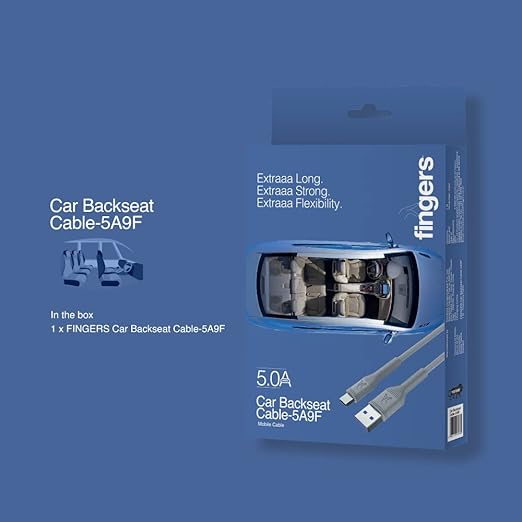 Car Backseat
Cable-5A9F
In the box
1 x FINGERS Car Backseat Cable-5A9F
Extraaa Long.
Extraaa Strong.
Extraaa Flexibility.
fingers
5.0A
Car Backseat
Cable-5A9F
Mobile Cable